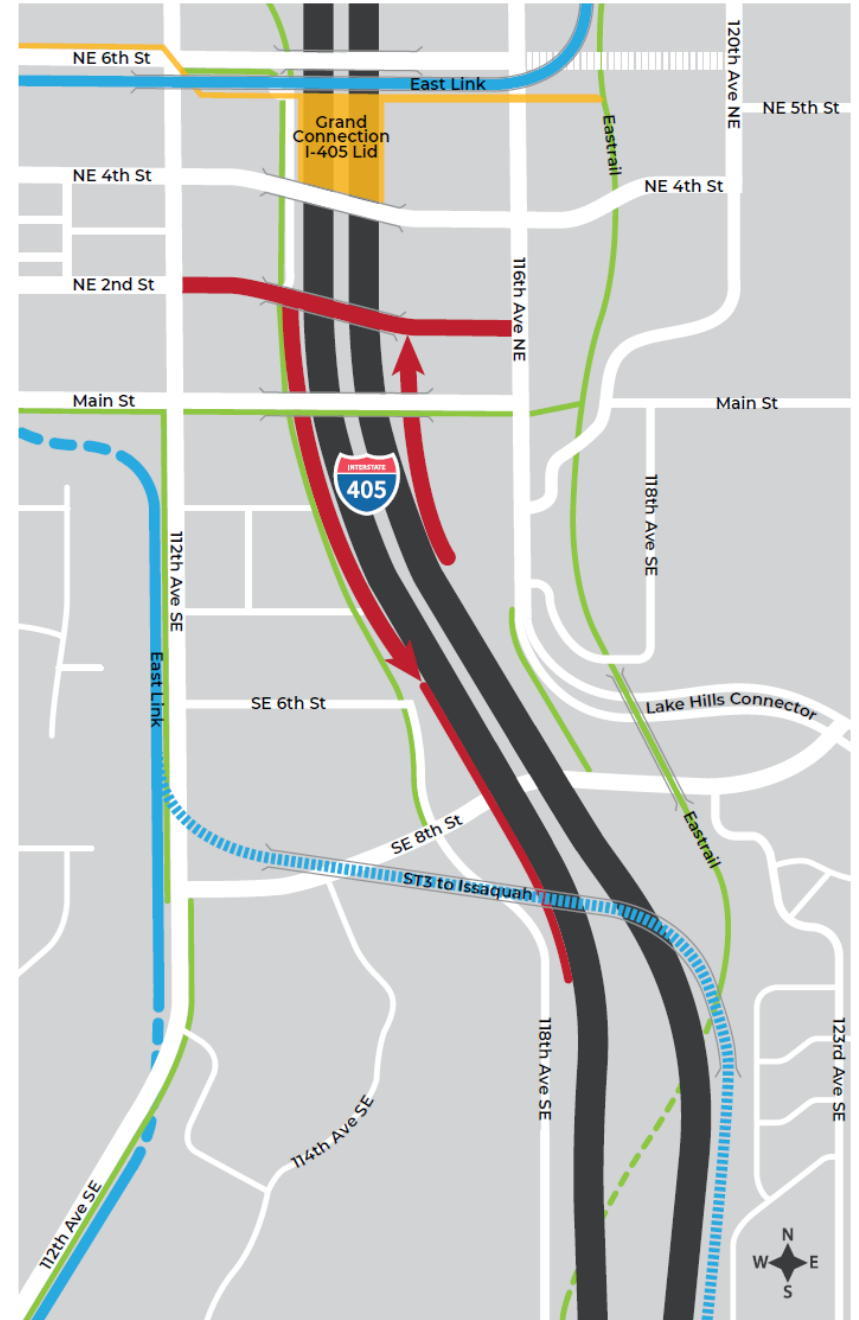 NE 6th St
East Link
120th Ave NE
NE 5th St
Grand
Connection
I-405 Lid
Eastrail
NE 4th St
NE 4th St
NE 2nd St
116th Ave NE
Main St
Main St
INTERSTATE
405
118th Ave SE
112th Ave SE
East Link
SE 6th St
Lake Hills Connector
SE 8th St
Eastrail
ST3 to Issaquah
118th Ave SE
123rd Ave SE
114th Ave SE
112th Ave SE
N
W
E
S